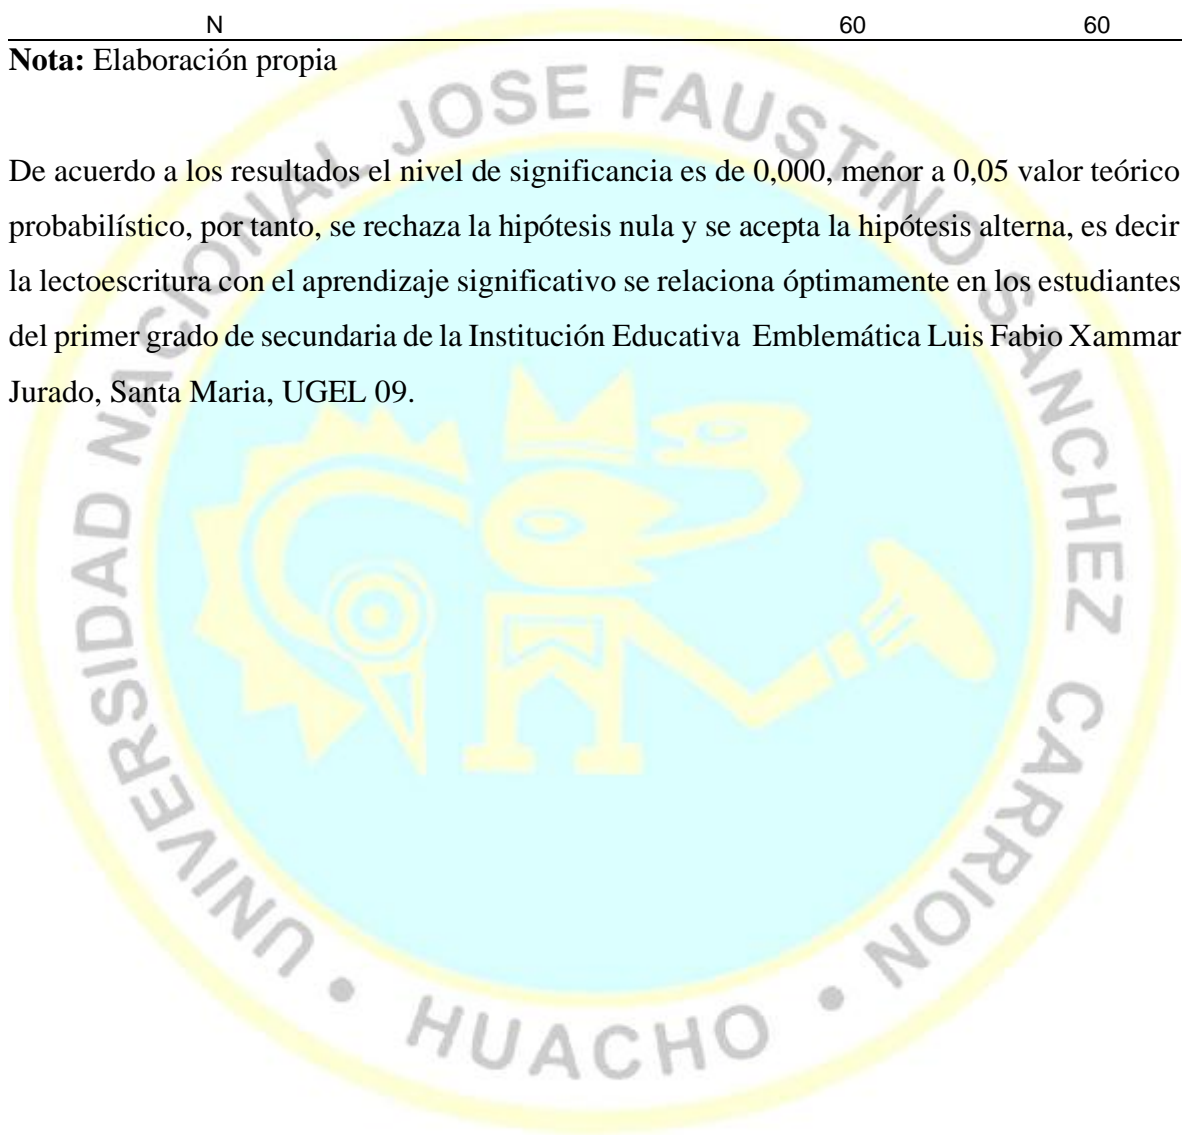 N 60 60
Nota: Elaboración propia
De acuerdo a los resultados el nivel de significancia es de 0,000, menor a 0,05 valor teórico
probabilístico, por tanto, se rechaza la hipótesis nula y se acepta la hipótesis alterna, es decir
la lectoescritura con el aprendizaje significativo se relaciona óptimamente en los estudiantes
del primer grado de secundaria de la Institución Educativa Emblemática Luis Fabio Xammar
Jurado, Santa Maria, UGEL 09.
UNIVERSIDAD NACIONAL JOSE FAUSTINO SANCHEZ CARRION • HUACHO •